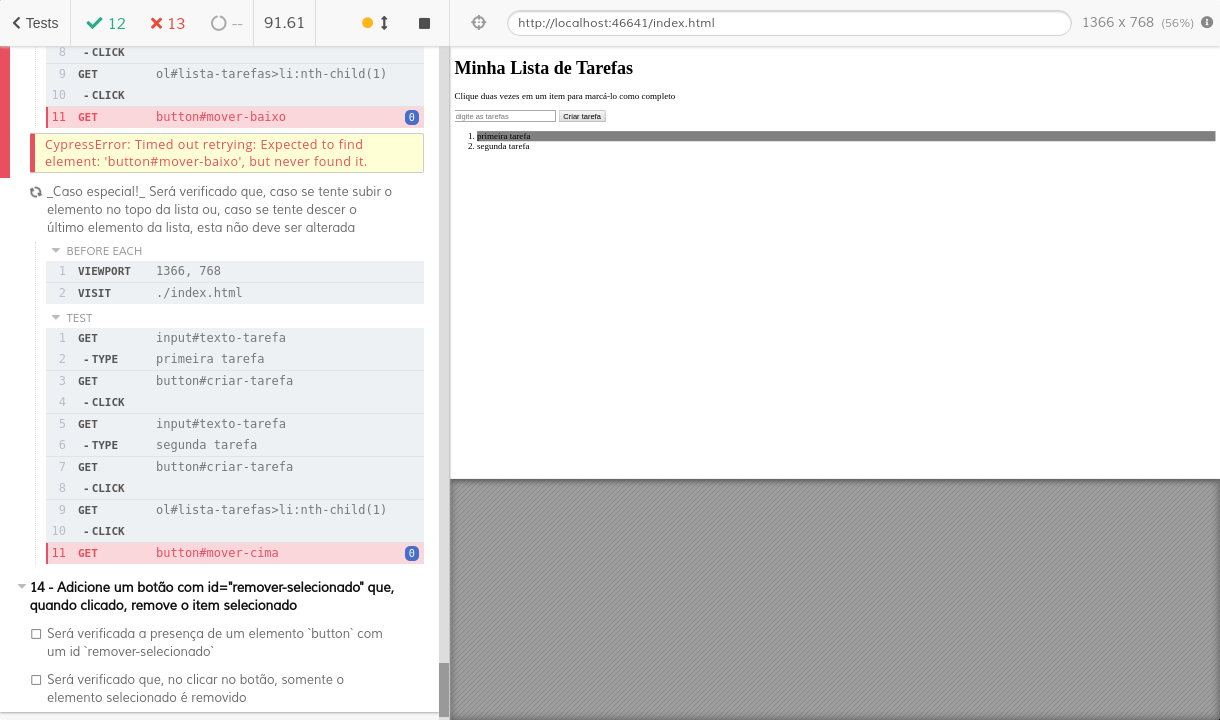 Tests
12
13
--
91.61
http://localhost:46641/index.html
1366 x 768 (56%)
8 - CLICK
9 GET ol#lista-tarefas>li:nth-child(1)
10 - CLICK
11 GET button#mover-baixo 0
CypressError: Timed out retrying: Expected to find
element: 'button#mover-baixo', but never found it.
_Caso especial!_ Será verificado que, caso se tente subir o
elemento no topo da lista ou, caso se tente descer o
último elemento da lista, esta não deve ser alterada
BEFORE EACH
1 VIEWPORT 1366, 768
2 VISIT ./index.html
TEST
1 GET input#texto-tarefa
2 - TYPE primeira tarefa
3 GET button#criar-tarefa
4 - CLICK
5 GET input#texto-tarefa
6 - TYPE segunda tarefa
7 GET button#criar-tarefa
8 - CLICK
9 GET ol#lista-tarefas>li:nth-child(1)
10 - CLICK
11 GET button#mover-cima 0
14 - Adicione um botão com id="remover-selecionado" que,
quando clicado, remove o item selecionado
Será verificada a presença de um elemento `button` com
um id `remover-selecionado`
Será verificado que, no clicar no botão, somente o
elemento selecionado é removido
Minha Lista de Tarefas
Clique duas vezes em um item para marcá-lo como completo
digite as tarefas
Criar tarefa
1. primeira tarefa
2. segunda tarefa